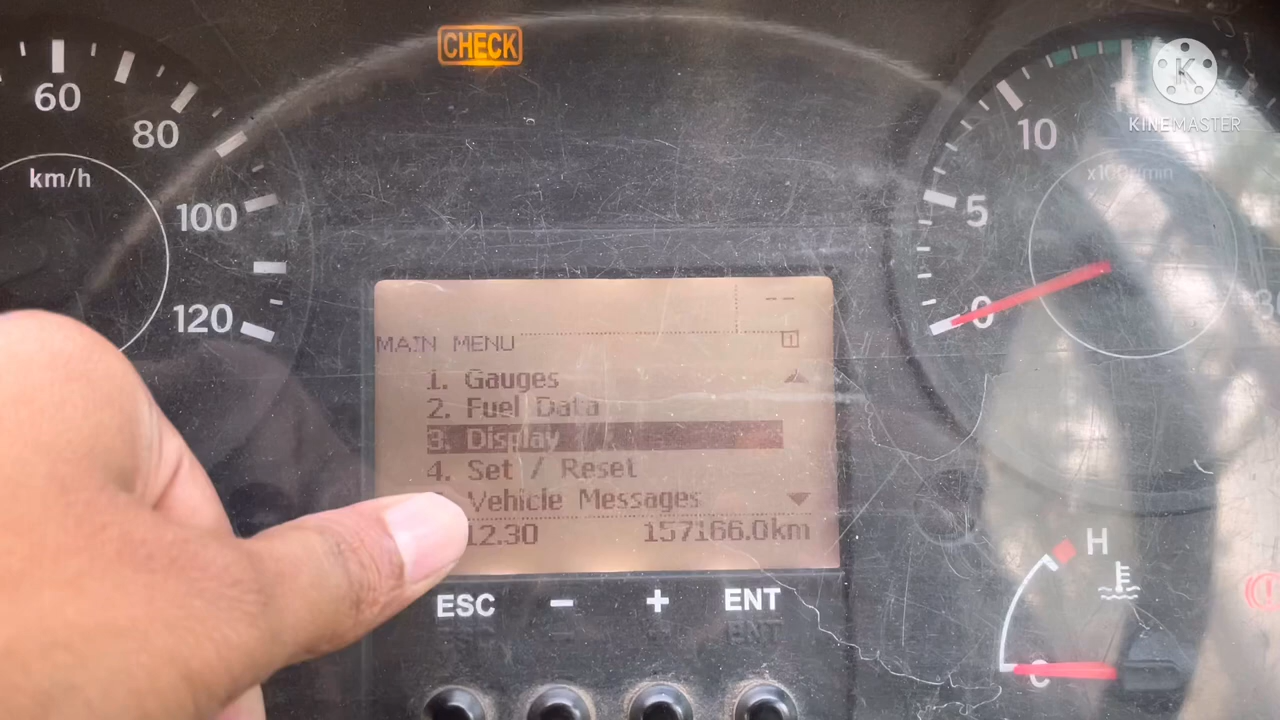 CHECK
60
80
km/h
100
120
10
x100r/min
5
0
K
KINEMASTER
-- --
MAIN MENU
1
1. Gauges
2. Fuel Data
3. Display
4. Set / Reset
Vehicle Messages
12.30
157166.0km
ESC
-
+
ENT
H
C